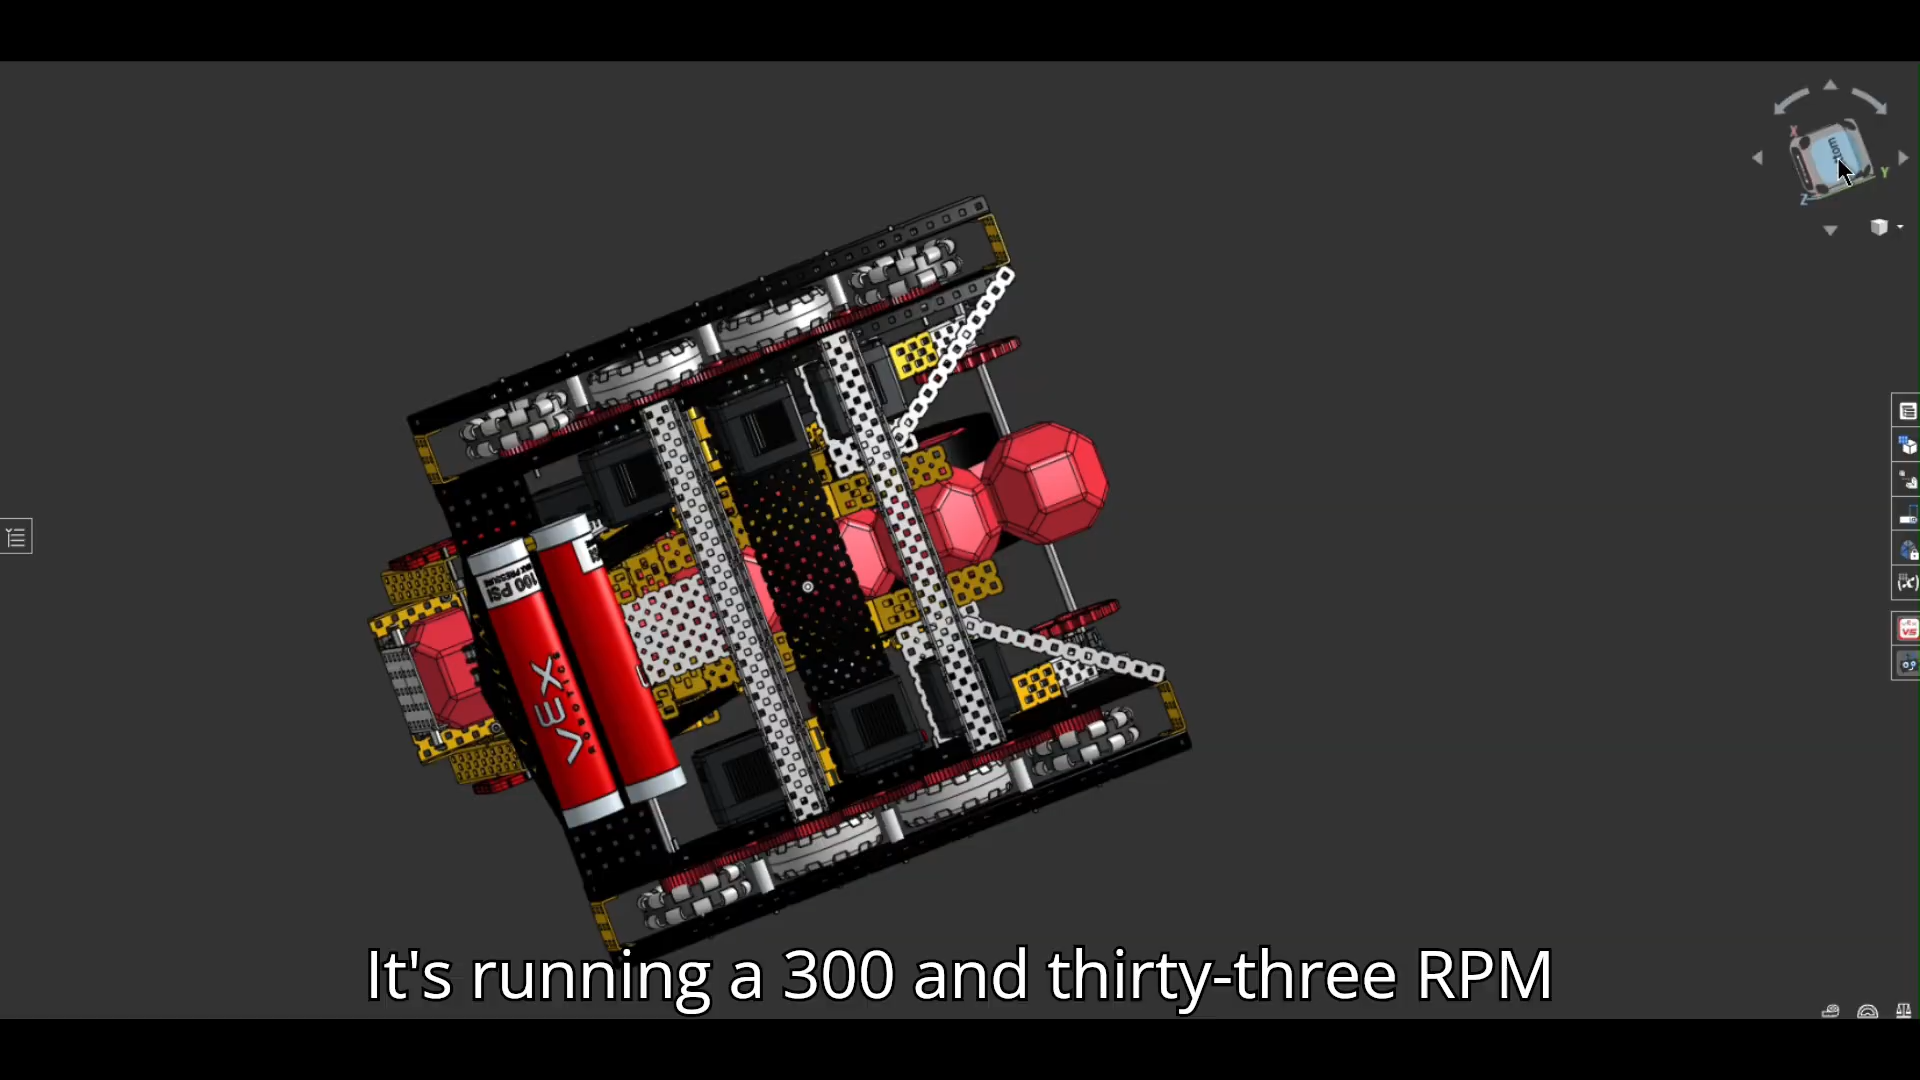 X
Y
Z
100 PSI
VEX
It's running a 300 and thirty-three RPM